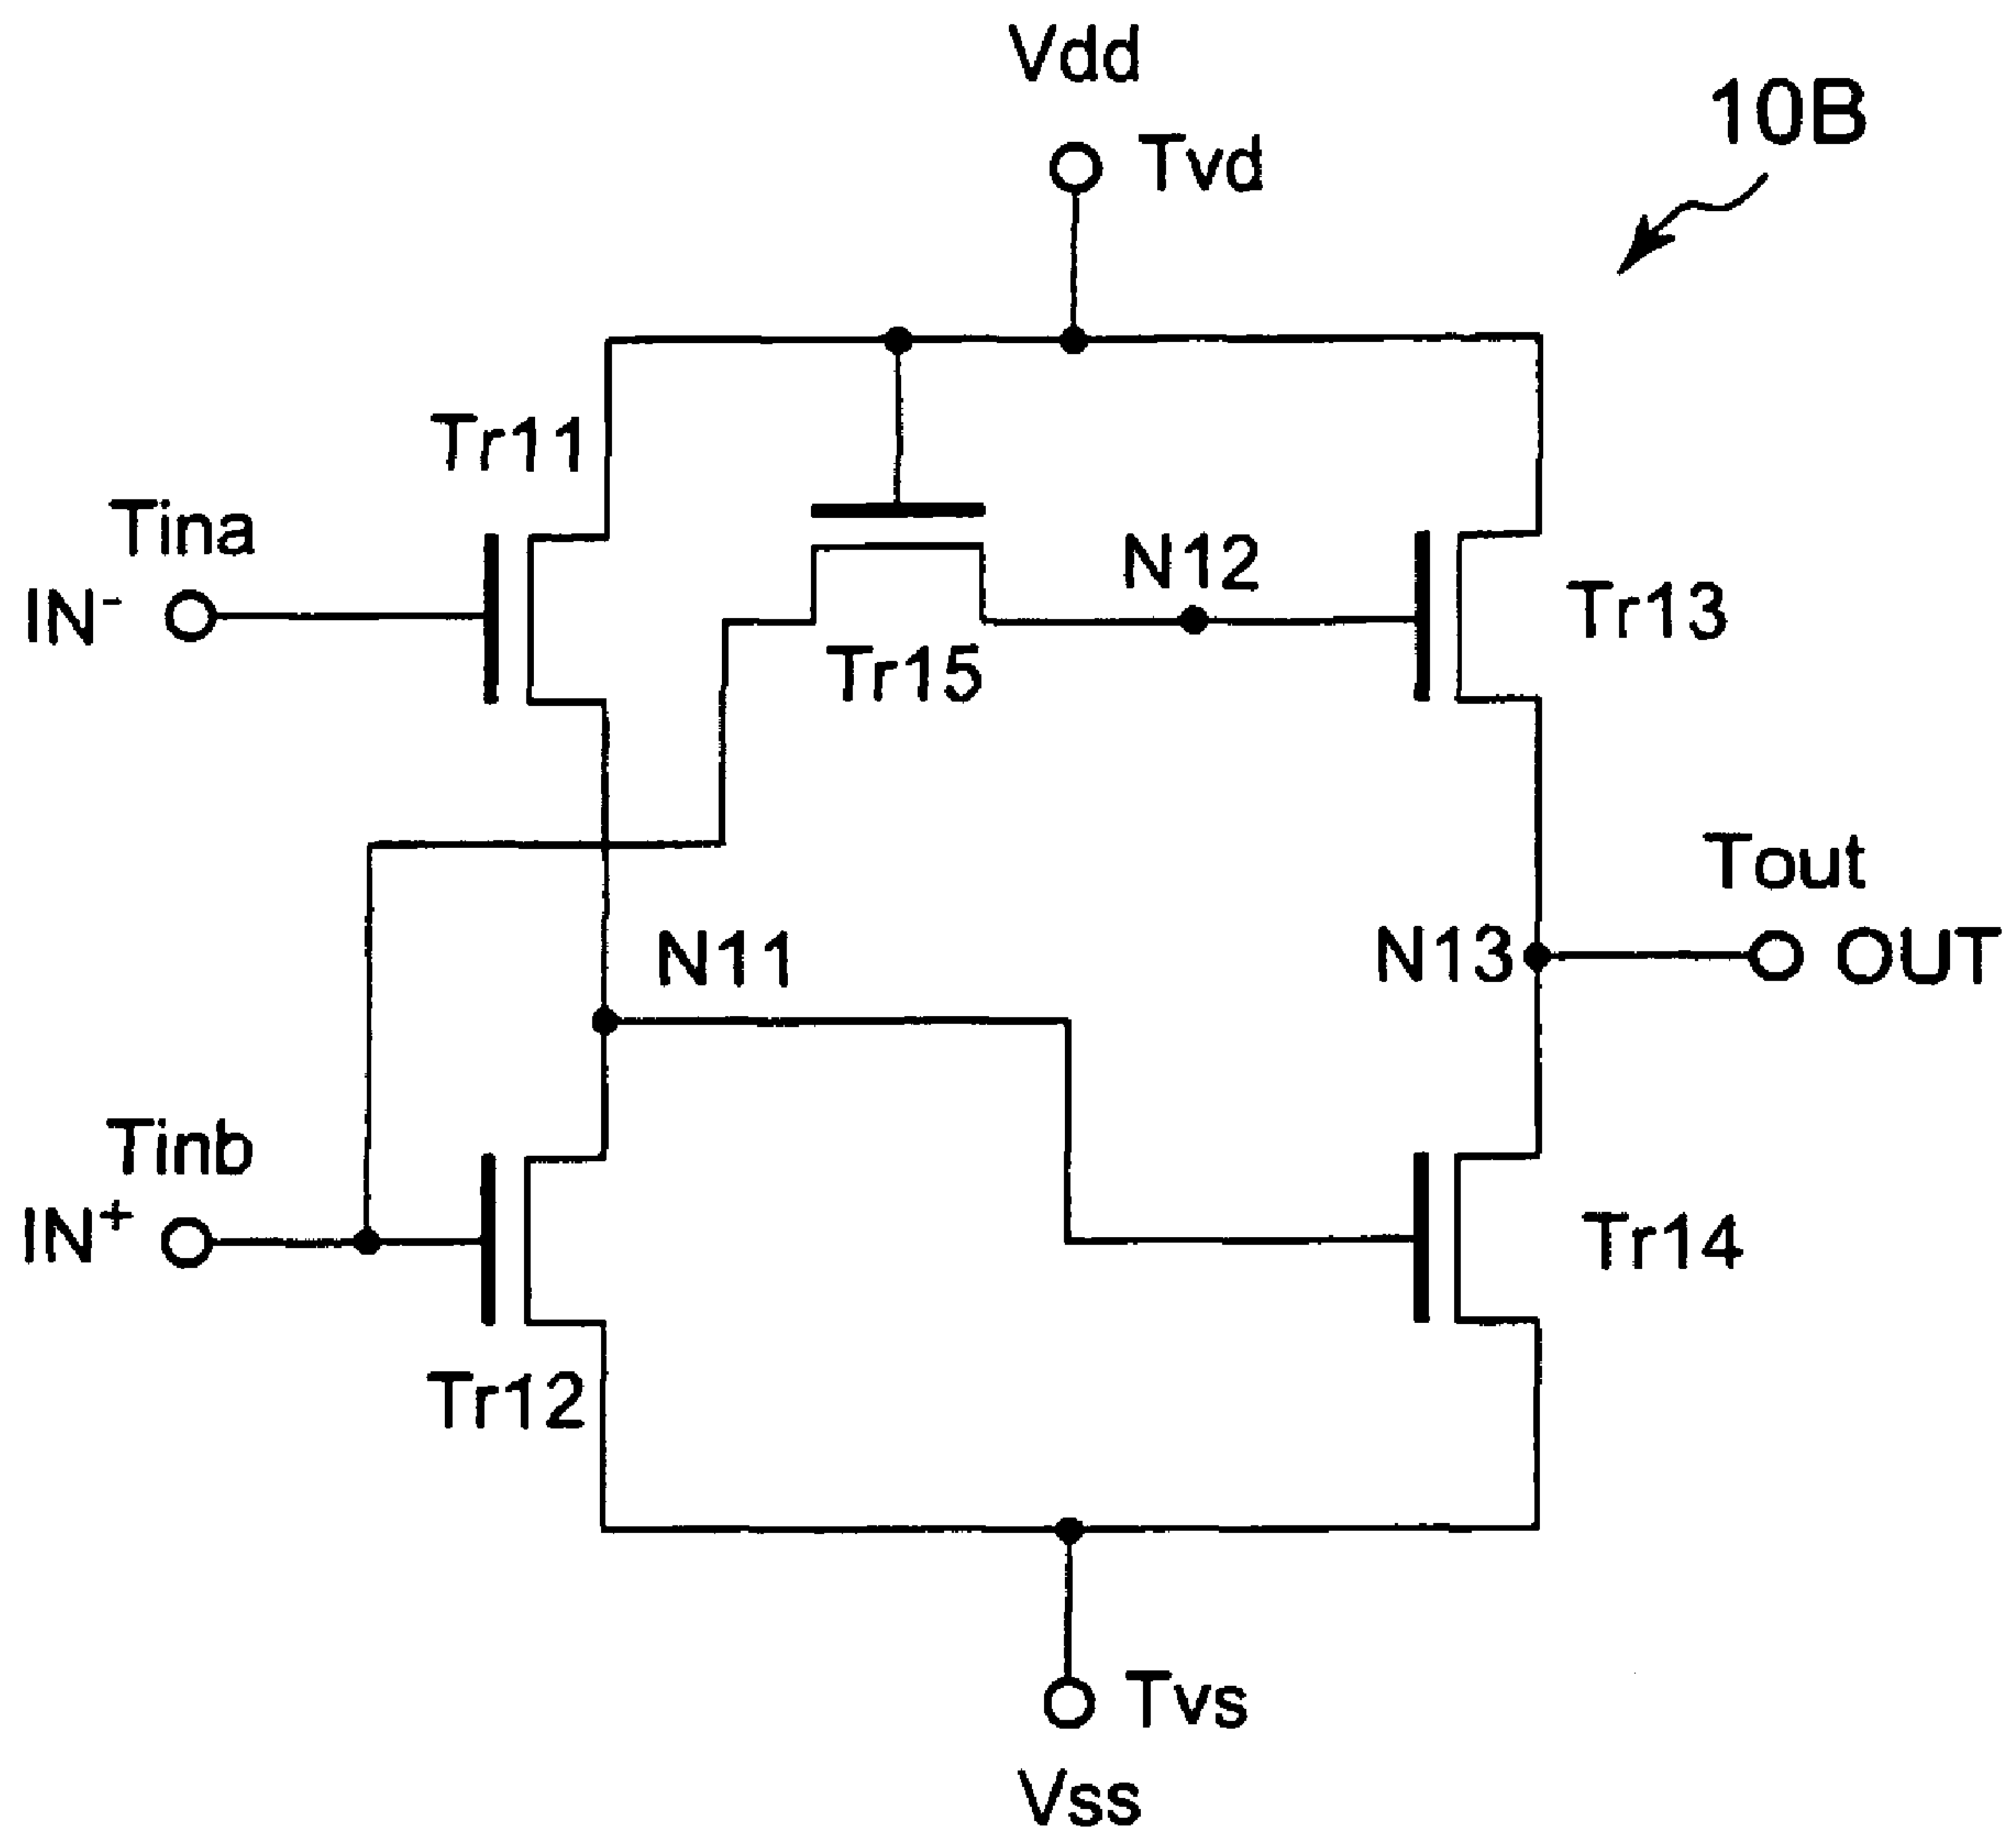 Vdd
Tvd
10B
Tr11
Tina
IN-
N12
Tr13
Tr15
Tout
N11
N13
OUT
Tinb
IN+
Tr14
Tr12
Tvs
Vss